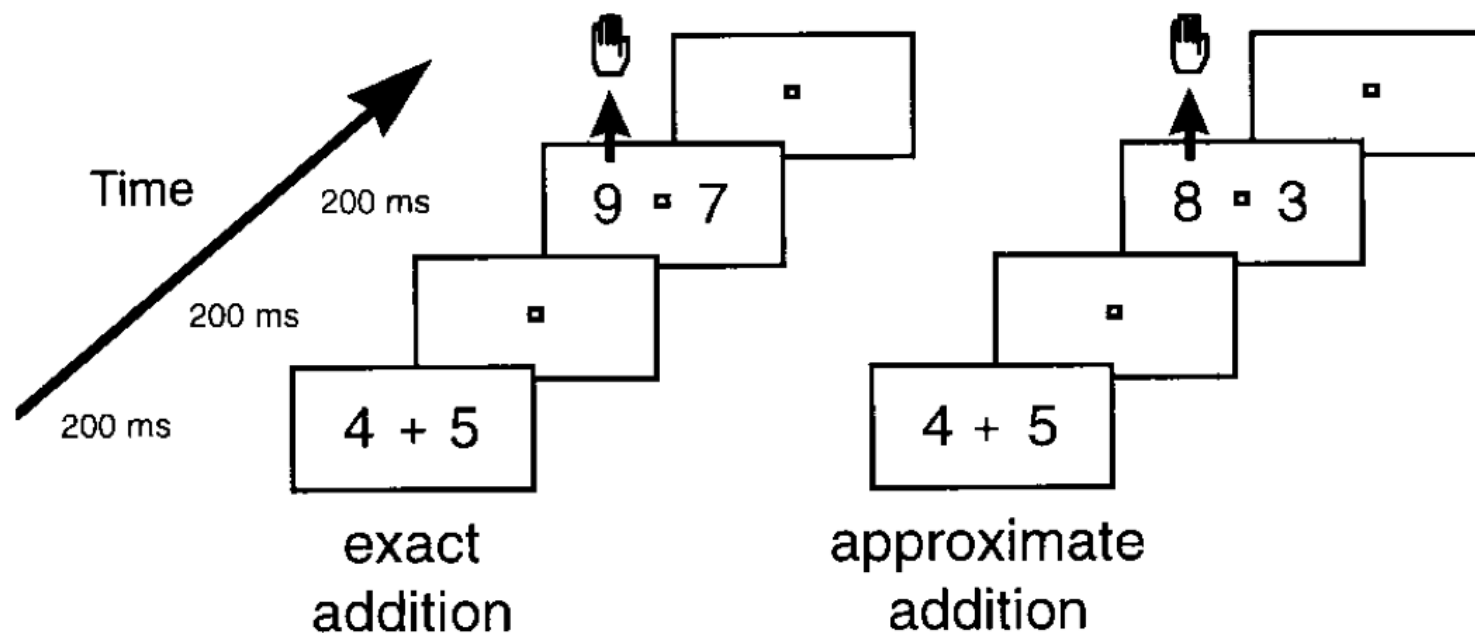 Time
200 ms
200 ms
200 ms
9 7
4 + 5
exact
addition
8 3
4 + 5
approximate
addition